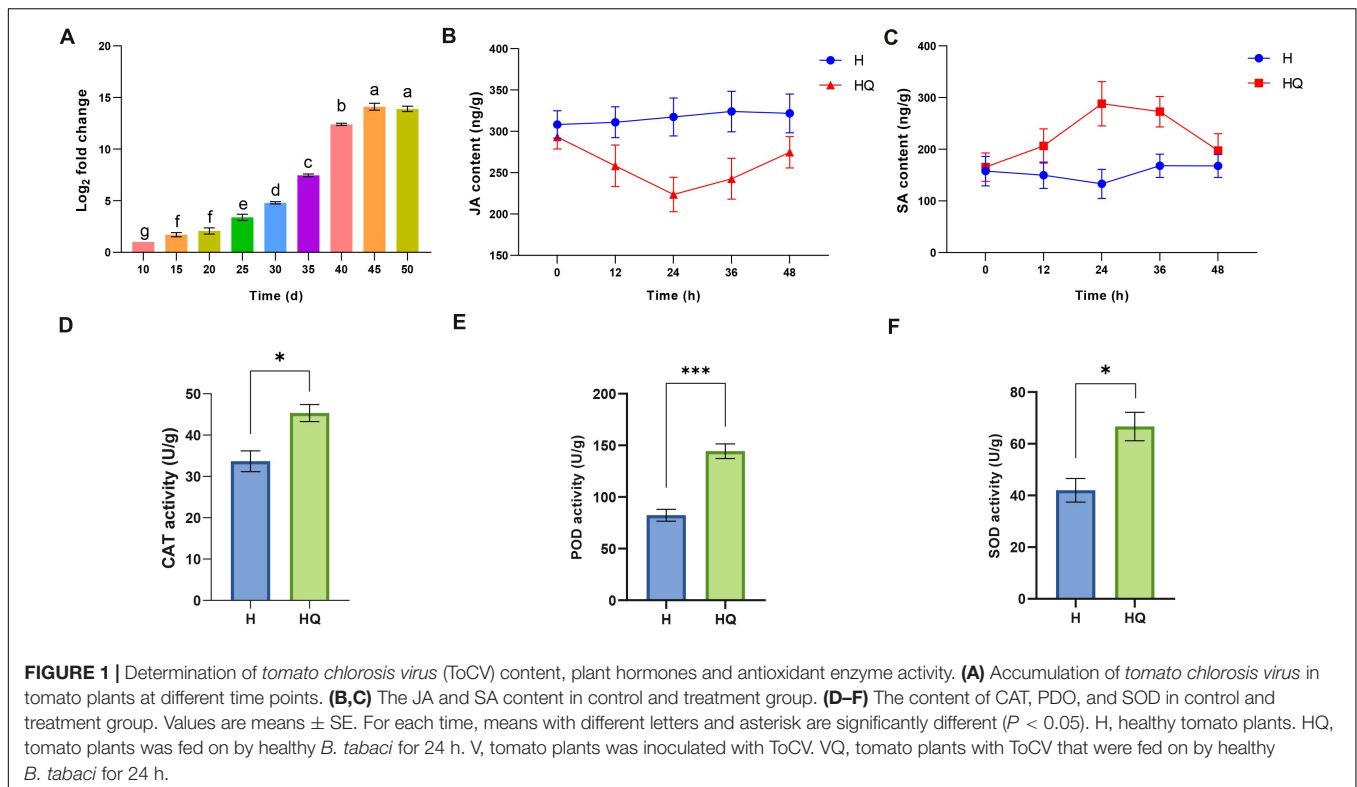 A
B
C
20
15
10
5
0
Log2 fold change
g
f
f
e
d
c
b
a
a
10 15 20 25 30 35 40 45 50
Time (d)
400
350
300
250
200
150
JA content (ng/g)
H
HQ
0 12 24 36 48
Time (h)
400
300
200
100
0
SA content (ng/g)
H
HQ
0 12 24 36 48
Time (h)
D
E
F
*
50
40
30
20
10
0
CAT activity (U/g)
H HQ
***
200
150
100
50
0
POD activity (U/g)
H HQ
*
80
60
40
20
0
SOD activity (U/g)
H HQ
FIGURE 1 | Determination of tomato chlorosis virus (ToCV) content, plant hormones and antioxidant enzyme activity. (A) Accumulation of tomato chlorosis virus in
tomato plants at different time points. (B,C) The JA and SA content in control and treatment group. (D–F) The content of CAT, PDO, and SOD in control and
treatment group. Values are means ± SE. For each time, means with different letters and asterisk are significantly different (P < 0.05). H, healthy tomato plants. HQ,
tomato plants was fed on by healthy B. tabaci for 24 h. V, tomato plants was inoculated with ToCV. VQ, tomato plants with ToCV that were fed on by healthy
B. tabaci for 24 h.